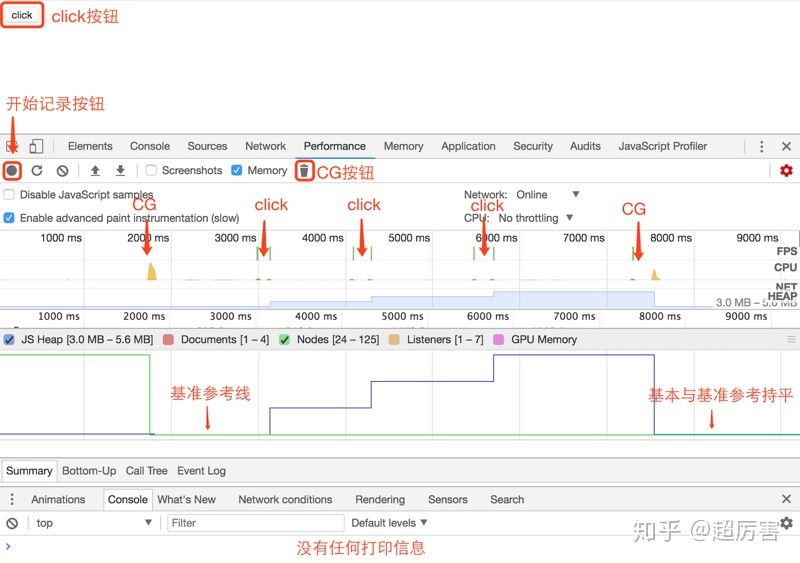 click click按钮
开始记录按钮
Elements Console Sources Network Performance Memory Application Security Audits JavaScript Profiler
Screenshots Memory CG按钮
Disable JavaScript samples Network: Online
CG click click click CG
Enable advanced paint instrumentation (slow) CPU: No throttling
1000 ms 2000 ms 3000 ms 4000 ms 5000 ms 6000 ms 7000 ms 8000 ms 9000 ms
FPS
CPU
NET
HEAP
3.0 MB – 5.6 MB
1000 ms 2000 ms 3000 ms 4000 ms 5000 ms 6000 ms 7000 ms 8000 ms 9000 ms
JS Heap [3.0 MB – 5.6 MB] Documents [1 – 4] Nodes [24 – 125] Listeners [1 – 7] GPU Memory
基准参考线 基本与基准参考持平
Summary Bottom-Up Call Tree Event Log
Animations Console What's New Network conditions Rendering Sensors Search
top Filter Default levels
知乎 @超厉害
没有任何打印信息